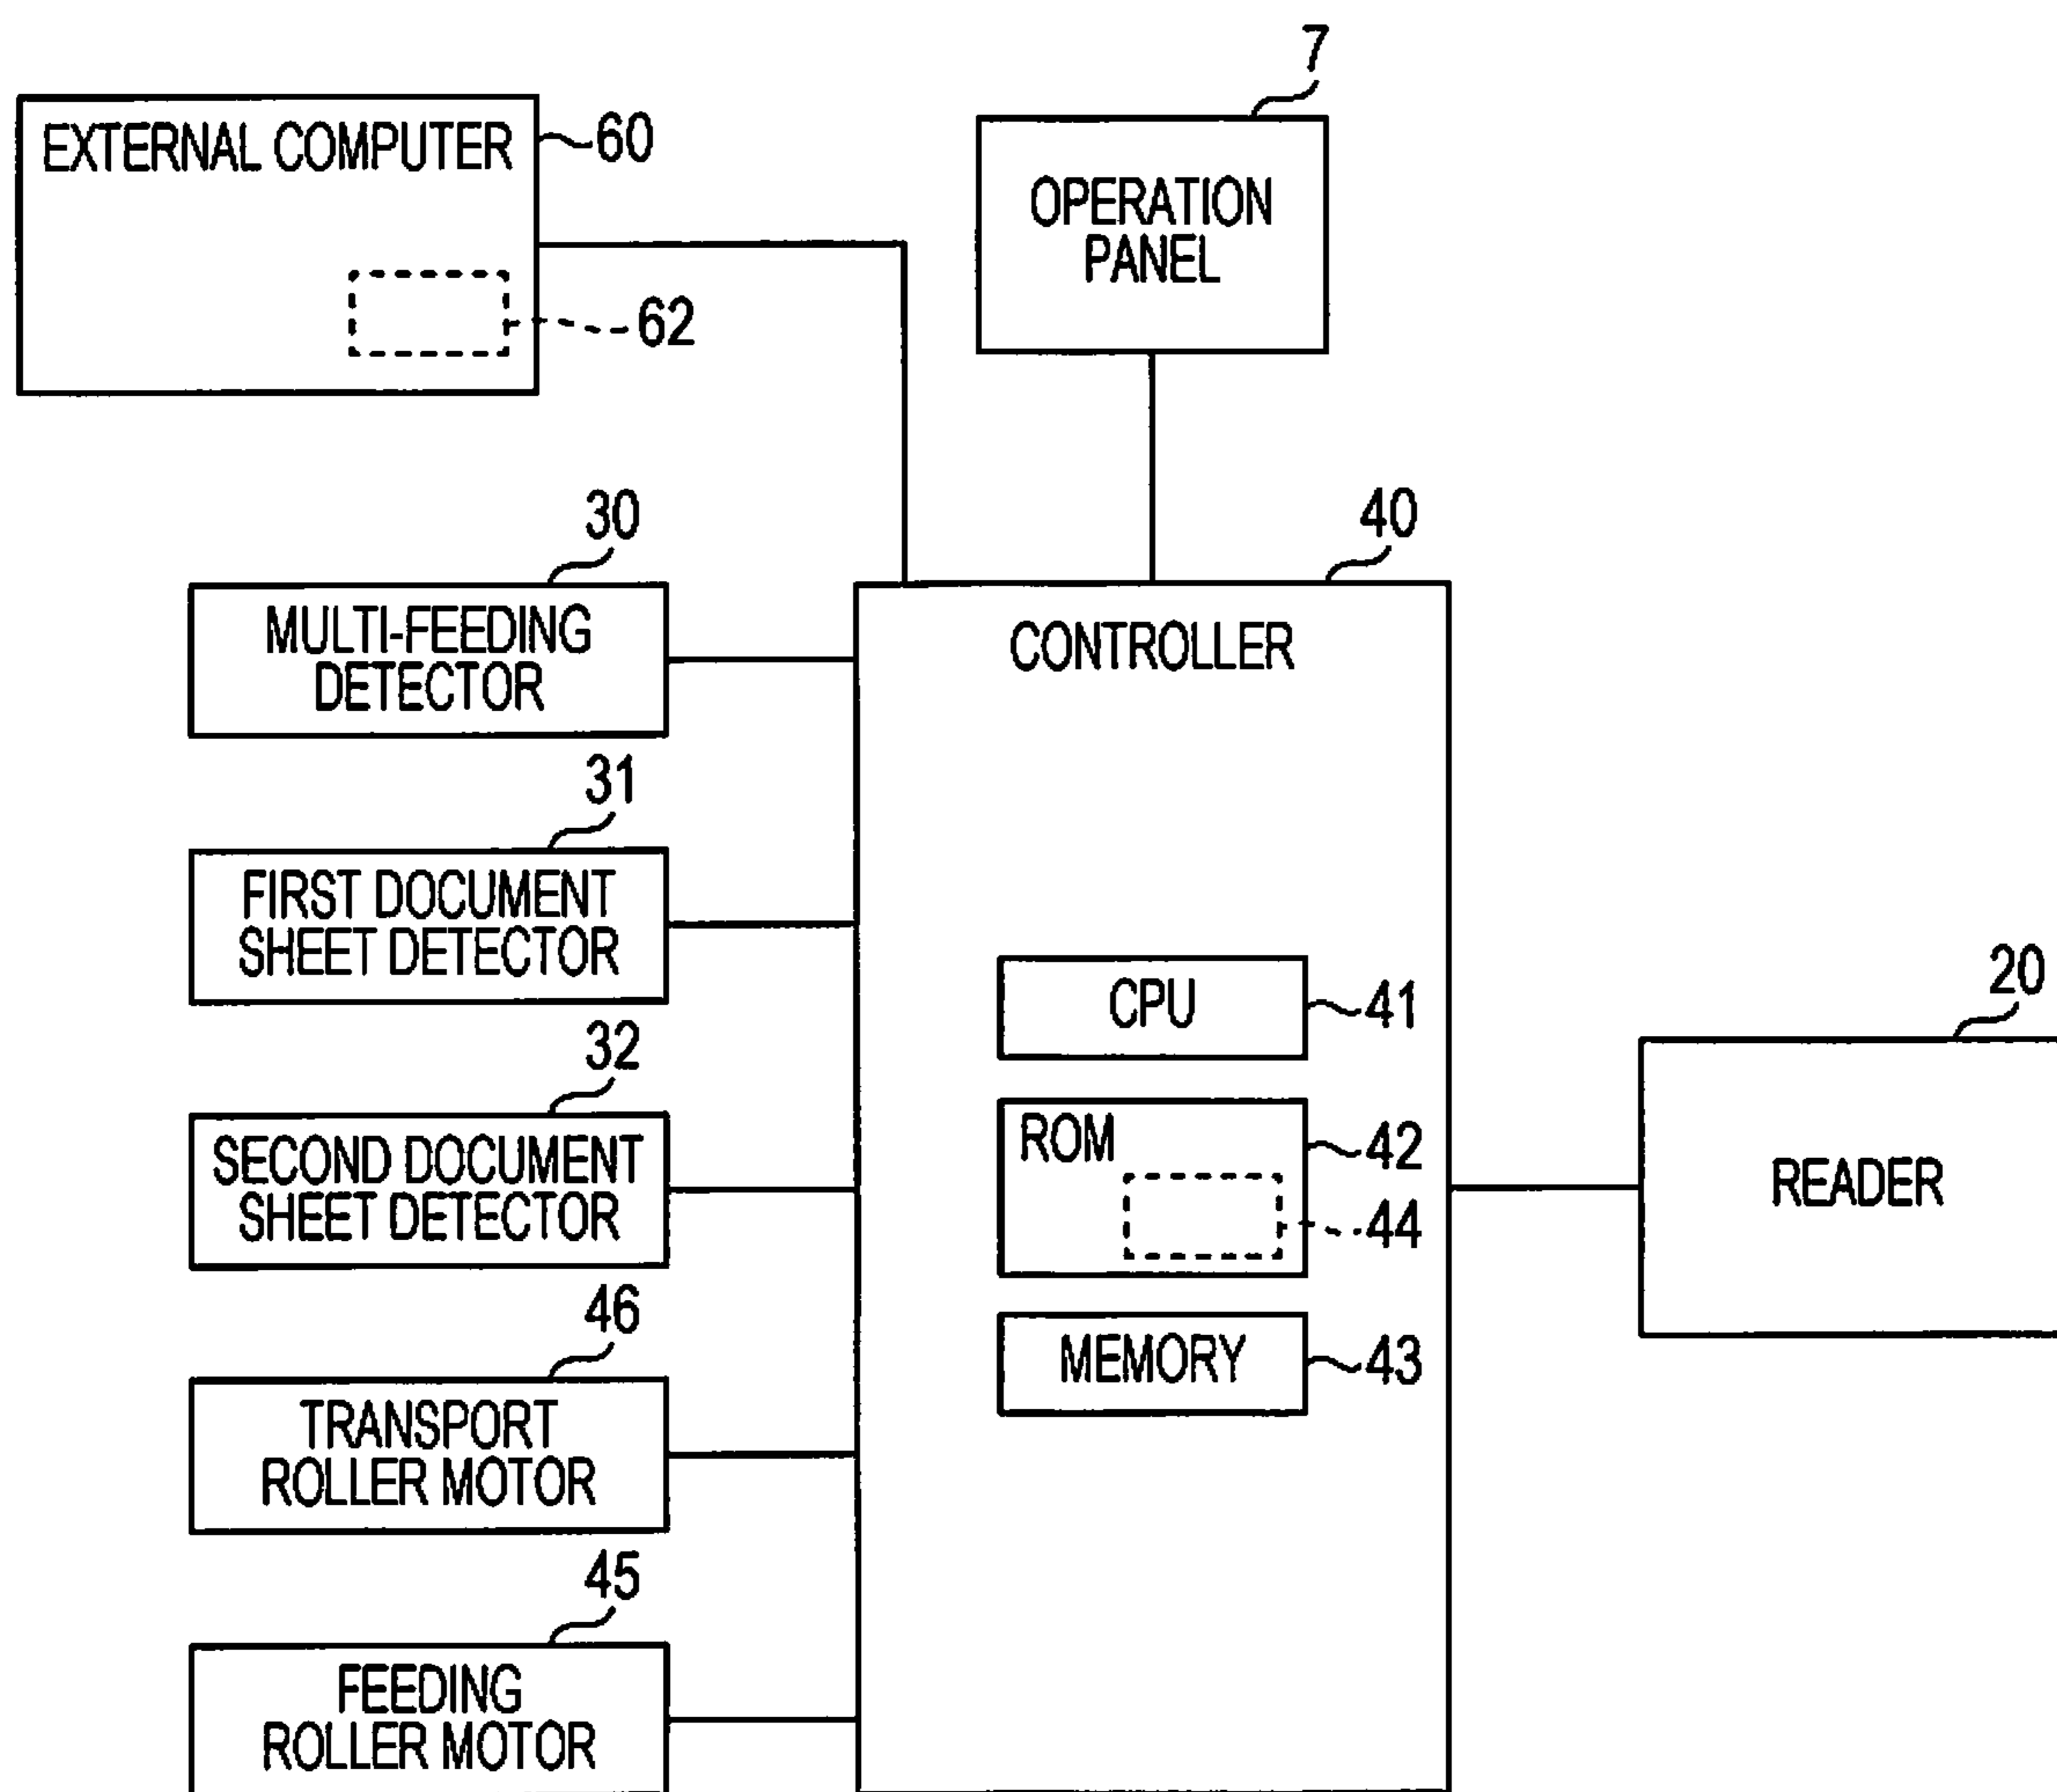 7
EXTERNAL COMPUTER
60
OPERATION
PANEL
62
30
40
MULTI-FEEDING
DETECTOR
CONTROLLER
31
FIRST DOCUMENT
SHEET DETECTOR
CPU
41
20
32
SECOND DOCUMENT
SHEET DETECTOR
ROM
42
44
READER
46
MEMORY
43
TRANSPORT
ROLLER MOTOR
45
FEEDING
ROLLER MOTOR